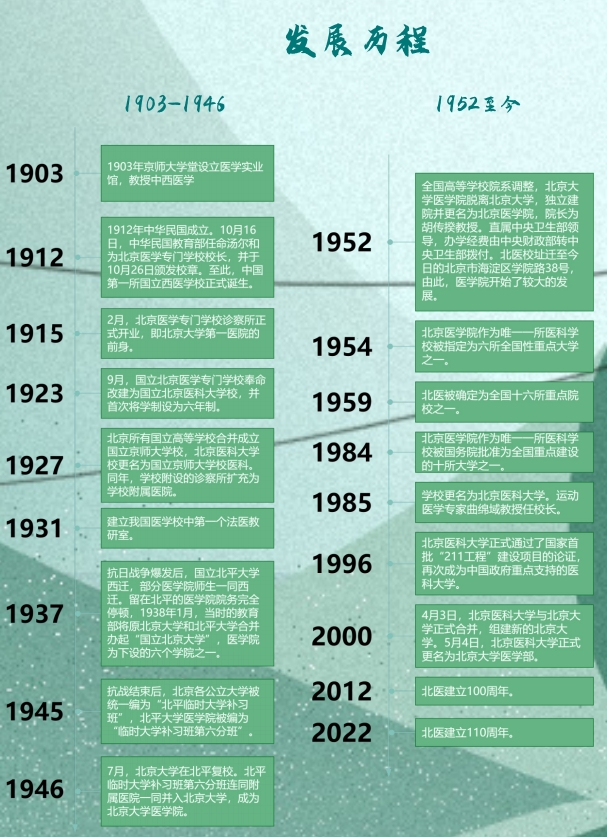 发展历程
1903-1946
1903
1903年京师大学堂设立医学实业
馆，教授中西医学
1912
1912年中华民国成立。10月16
日，中华民国教育部任命汤尔和
为北京医学专门学校校长，并于
10月26日颁发校章。至此，中国
第一所国立西医学校正式诞生。
1915
2月，北京医学专门学校诊察所正
式开业，即北京大学第一医院的
前身。
1923
9月，国立北京医学专门学校奉命
改建为国立北京医科大学校，并
首次将学制设为六年制。
1927
北京所有国立高等学校合并成立
国立京师大学校，北京医科大学
校更名为国立京师大学校医科。
同年，学校附设的诊察所扩充为
学校附属医院。
1931
建立我国医学校中第一个法医教
研室。
1937
抗日战争爆发后，国立北平大学
西迁，部分医学院师生一同西
迁。留在北平的医学院院务完全
停顿，1938年1月，当时的教育
部将原北京大学和北平大学合并
办起“国立北京大学”，医学院
为下设的六个学院之一。
1945
抗战结束后，北京各公立大学被
统一编为“北平临时大学补习
班”，北平大学医学院被编为
“临时大学补习班第六分班”。
1946
7月，北京大学在北平复校。北平
临时大学补习班第六分班连同附
属医院一同并入北京大学，成为
北京大学医学院。
1952至今
1952
全国高等学校院系调整，北京大
学医学院脱离北京大学，独立建
院并更名为北京医学院，院长为
胡传揆教授。直属中央卫生部领
导，办学经费由中央财政部转中
央卫生部拨付。北医校址迁至今
日的北京市海淀区学院路38号，
由此，医学院开始了较大的发
展。
1954
北京医学院作为唯一一所医科学
校被指定为六所全国性重点大学
之一。
1959
北医被确定为全国十六所重点院
校之一。
1984
北京医学院作为唯一一所医科学
校被国务院批准为全国重点建设
的十所大学之一。
1985
学校更名为北京医科大学。运动
医学专家曲绵域教授任校长。
1996
北京医科大学正式通过了国家首
批“211工程”建设项目的论证，
再次成为中国政府重点支持的医
科大学。
2000
4月3日，北京医科大学与北京大
学正式合并，组建新的北京大
学。5月4日，北京医科大学正式
更名为北京大学医学部。
2012
北医建立100周年。
2022
北医建立110周年。